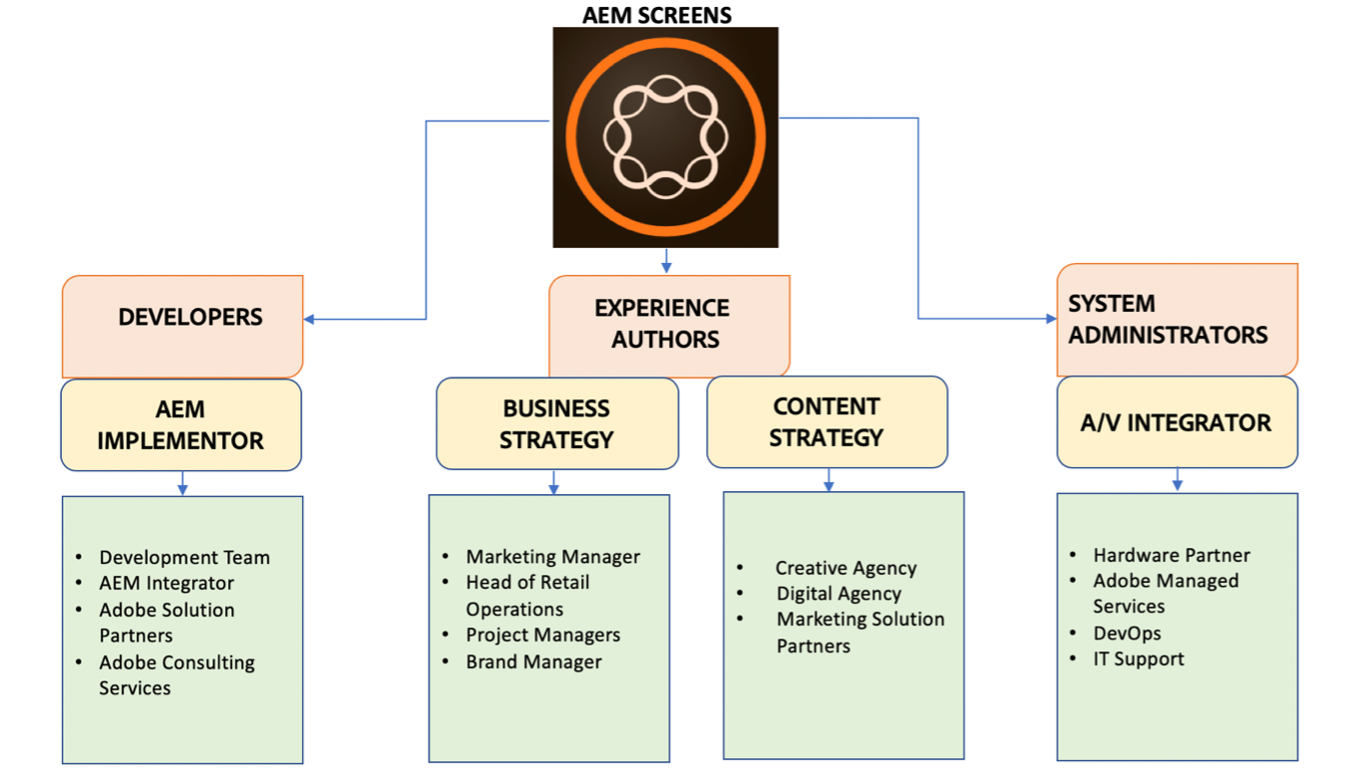 AEM SCREENS
DEVELOPERS
EXPERIENCE
AUTHORS
SYSTEM
ADMINISTRATORS
AEM
IMPLEMENTOR
BUSINESS
STRATEGY
CONTENT
STRATEGY
A/V INTEGRATOR
• Development Team
• AEM Integrator
• Adobe Solution
Partners
• Adobe Consulting
Services
• Marketing Manager
• Head of Retail
Operations
• Project Managers
• Brand Manager
• Creative Agency
• Digital Agency
• Marketing Solution
Partners
• Hardware Partner
• Adobe Managed
Services
• DevOps
• IT Support